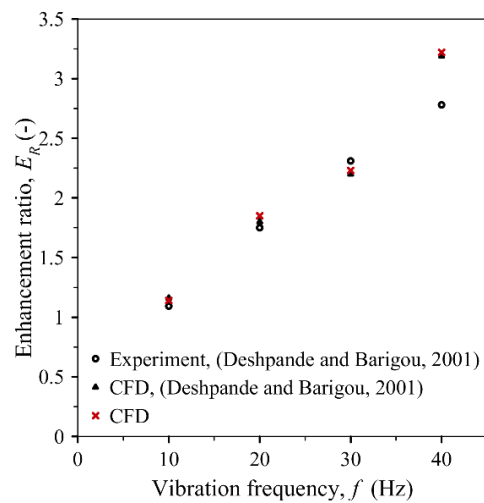 3.5
3
2.5
2
1.5
1
0.5
0
Enhancement ratio, E_R (-)
Experiment, (Deshpande and Barigou, 2001)
CFD, (Deshpande and Barigou, 2001)
CFD
0 10 20 30 40
Vibration frequency, f (Hz)